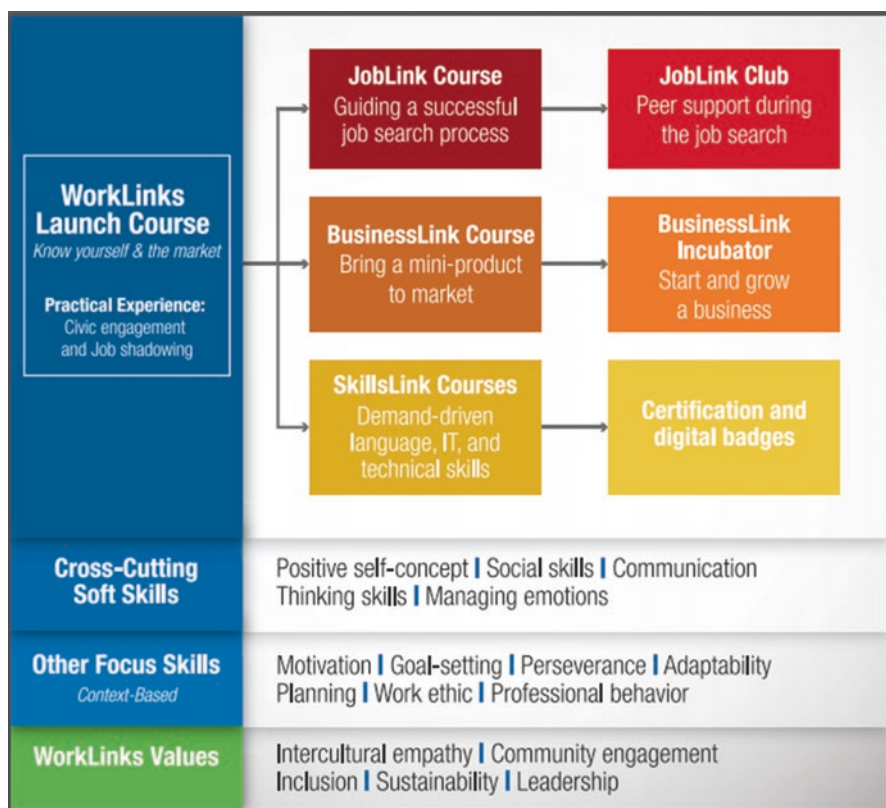 WorkLinks
Launch Course
Know yourself & the market
Practical Experience:
Civic engagement
and Job shadowing
JobLink Course
Guiding a successful
job search process
JobLink Club
Peer support during
the job search
BusinessLink Course
Bring a mini-product
to market
BusinessLink
Incubator
Start and grow
a business
SkillsLink Courses
Demand-driven
language, IT, and
technical skills
Certification and
digital badges
Cross-Cutting
Soft Skills
Positive self-concept | Social skills | Communication
Thinking skills | Managing emotions
Other Focus Skills
Context-Based
Motivation | Goal-setting | Perseverance | Adaptability
Planning | Work ethic | Professional behavior
WorkLinks Values
Intercultural empathy | Community engagement
Inclusion | Sustainability | Leadership